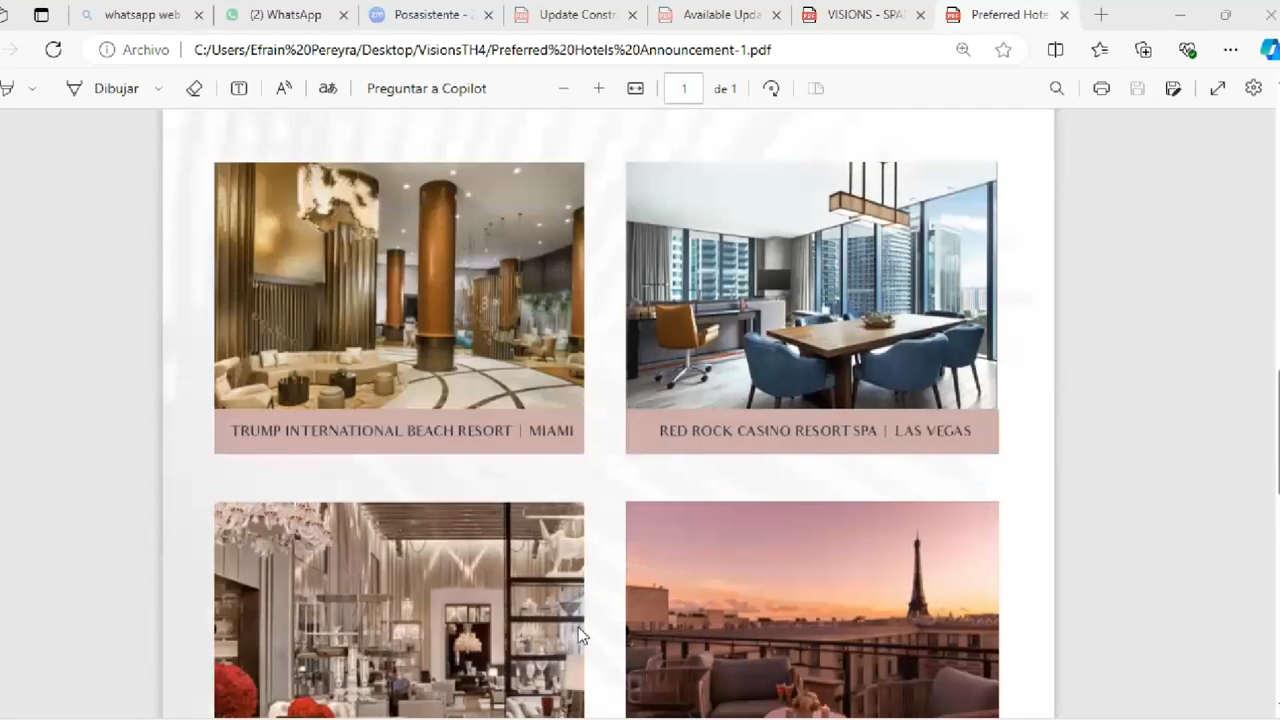 whatsapp web
(2) WhatsApp
Posasistente - 2
Update Constr
Available Upda
VISIONS - SPA
Preferred Hote
Archivo
C:/Users/Efrain%20Pereyra/Desktop/VisionsTH4/Preferred%20Hotels%20Announcement-1.pdf
Dibujar
Preguntar a Copilot
1
de 1
TRUMP INTERNATIONAL BEACH RESORT | MIAMI
RED ROCK CASINO RESORT SPA | LAS VEGAS